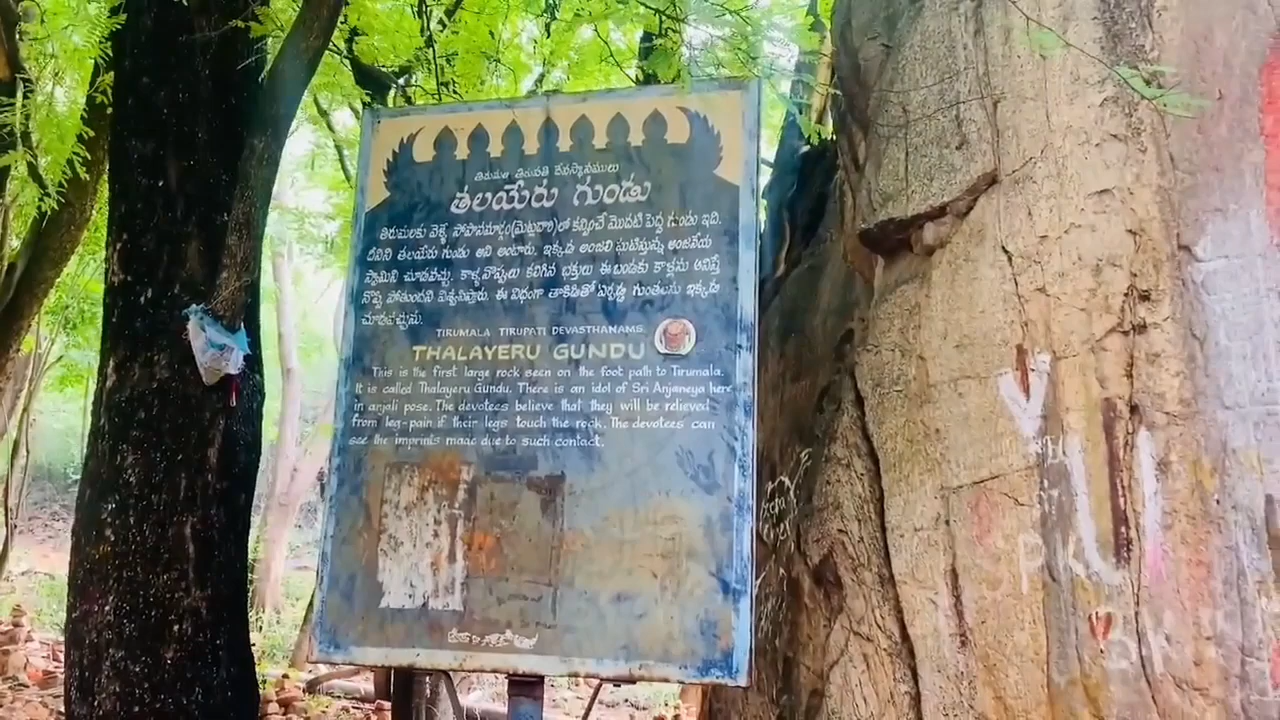 తిరుమల తిరుపతి దేవస్థానములు
తలయేరు గుండు
తిరుమలకు వెళ్ళే సోపానమార్గం(మెట్లదారి)లో కన్పించే మొదటి పెద్ద గుండు ఇది.
దీనిని తలయేరు గుండు అని అంటారు. ఇక్కడ అంజలి ఘటిస్తున్న ఆంజనేయ
స్వామిని చూడవచ్చు. కాళ్ళనొప్పులు కలిగిన భక్తులు ఈ బండకు కాళ్ళను ఆనిస్తే
నొప్పి పోతుందని విశ్వసిస్తారు. ఈ విధంగా తాకిడితో ఏర్పడ్డ గుంతలను ఇక్కడ
చూడవచ్చును.
TIRUMALA TIRUPATI DEVASTHANAMS
THALAYERU GUNDU
This is the first large rock seen on the foot path to Tirumala.
It is called Thalayeru Gundu. There is an idol of Sri Anjaneya here
in anjali pose. The devotees believe that they will be relieved
from leg-pain if their legs touch the rock. The devotees can
see the imprints made due to such contact.